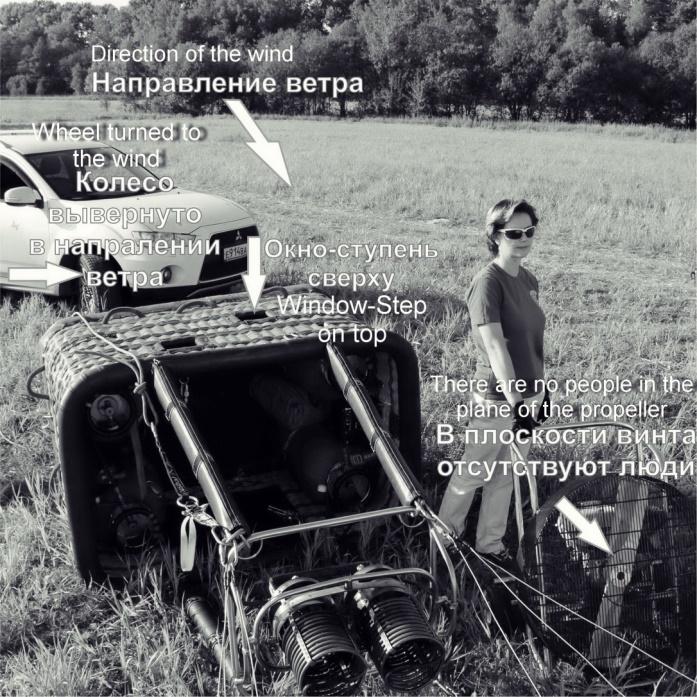 Direction of the wind
Направление ветра
Wheel turned to
the wind
Колесо
вывернуто
в напралении
ветра
Окно-ступень
сверху
Window-Step
on top
There are no people in the
plane of the propeller
В плоскости винта
отсутствуют люди